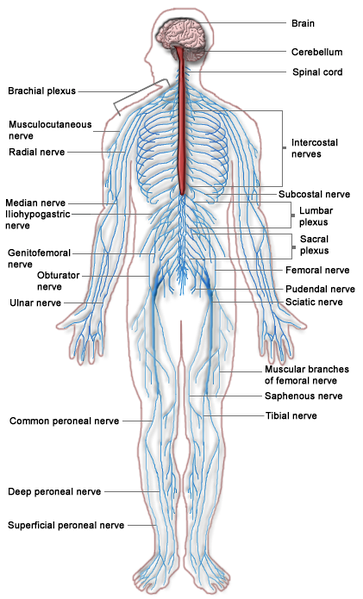 Brain
Cerebellum
Spinal cord
Brachial plexus
Musculocutaneous
nerve
Radial nerve
Intercostal
nerves
Median nerve
Iliohypogastric
nerve
Subcostal nerve
Lumbar
plexus
Sacral
plexus
Genitofemoral
nerve
Obturator
nerve
Ulnar nerve
Femoral nerve
Pudendal nerve
Sciatic nerve
Muscular branches
of femoral nerve
Saphenous nerve
Common peroneal nerve
Tibial nerve
Deep peroneal nerve
Superficial peroneal nerve